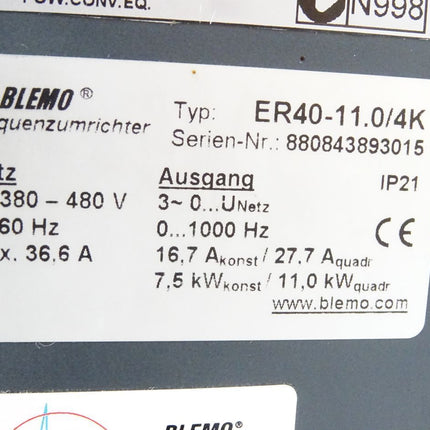 POW.CONV.EQ.
N998
BLEMO®
quenzumrichter
Typ: ER40-11.0/4K
Serien-Nr.: 880843893015
tz
380 – 480 V
60 Hz
x. 36,6 A
Ausgang IP21
3~ 0...UNetz
0...1000 Hz CE
16,7 Akonst / 27,7 Aquadr
7,5 kWkonst / 11,0 kWquadr
www.blemo.com
BLEMO®